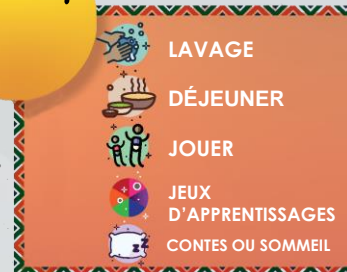 LAVAGE
DÉJEUNER
JOUER
JEUX
D'APPRENTISSAGES
CONTES OU SOMMEIL